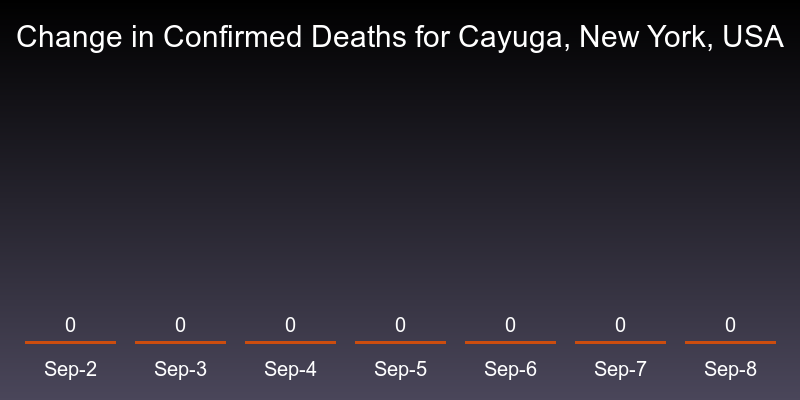 Change in Confirmed Deaths for Cayuga, New York, USA
0 0 0 0 0 0 0
Sep-2 Sep-3 Sep-4 Sep-5 Sep-6 Sep-7 Sep-8